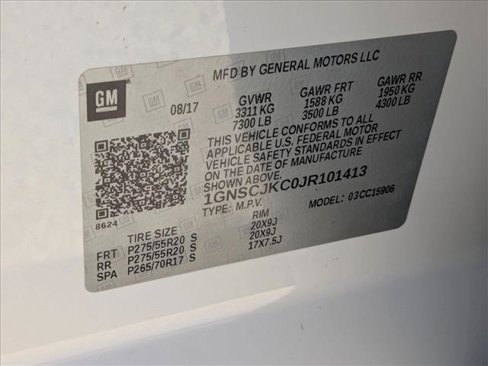 MFD BY GENERAL MOTORS LLC
GM
08/17
GVWR GAWR FRT GAWR RR
3311 KG 1588 KG 1950 KG
7300 LB 3500 LB 4300 LB
THIS VEHICLE CONFORMS TO ALL
APPLICABLE U.S. FEDERAL MOTOR
VEHICLE SAFETY STANDARDS IN EFFECT
ON THE DATE OF MANUFACTURE SHOWN ABOVE.
1GNSCJKC0JR101413
TYPE: M.P.V. MODEL: 03CC15906
8624
TIRE SIZE RIM
FRT P275/55R20 S 20X9J
RR P275/55R20 S 20X9J
SPA P265/70R17 S 17X7.5J